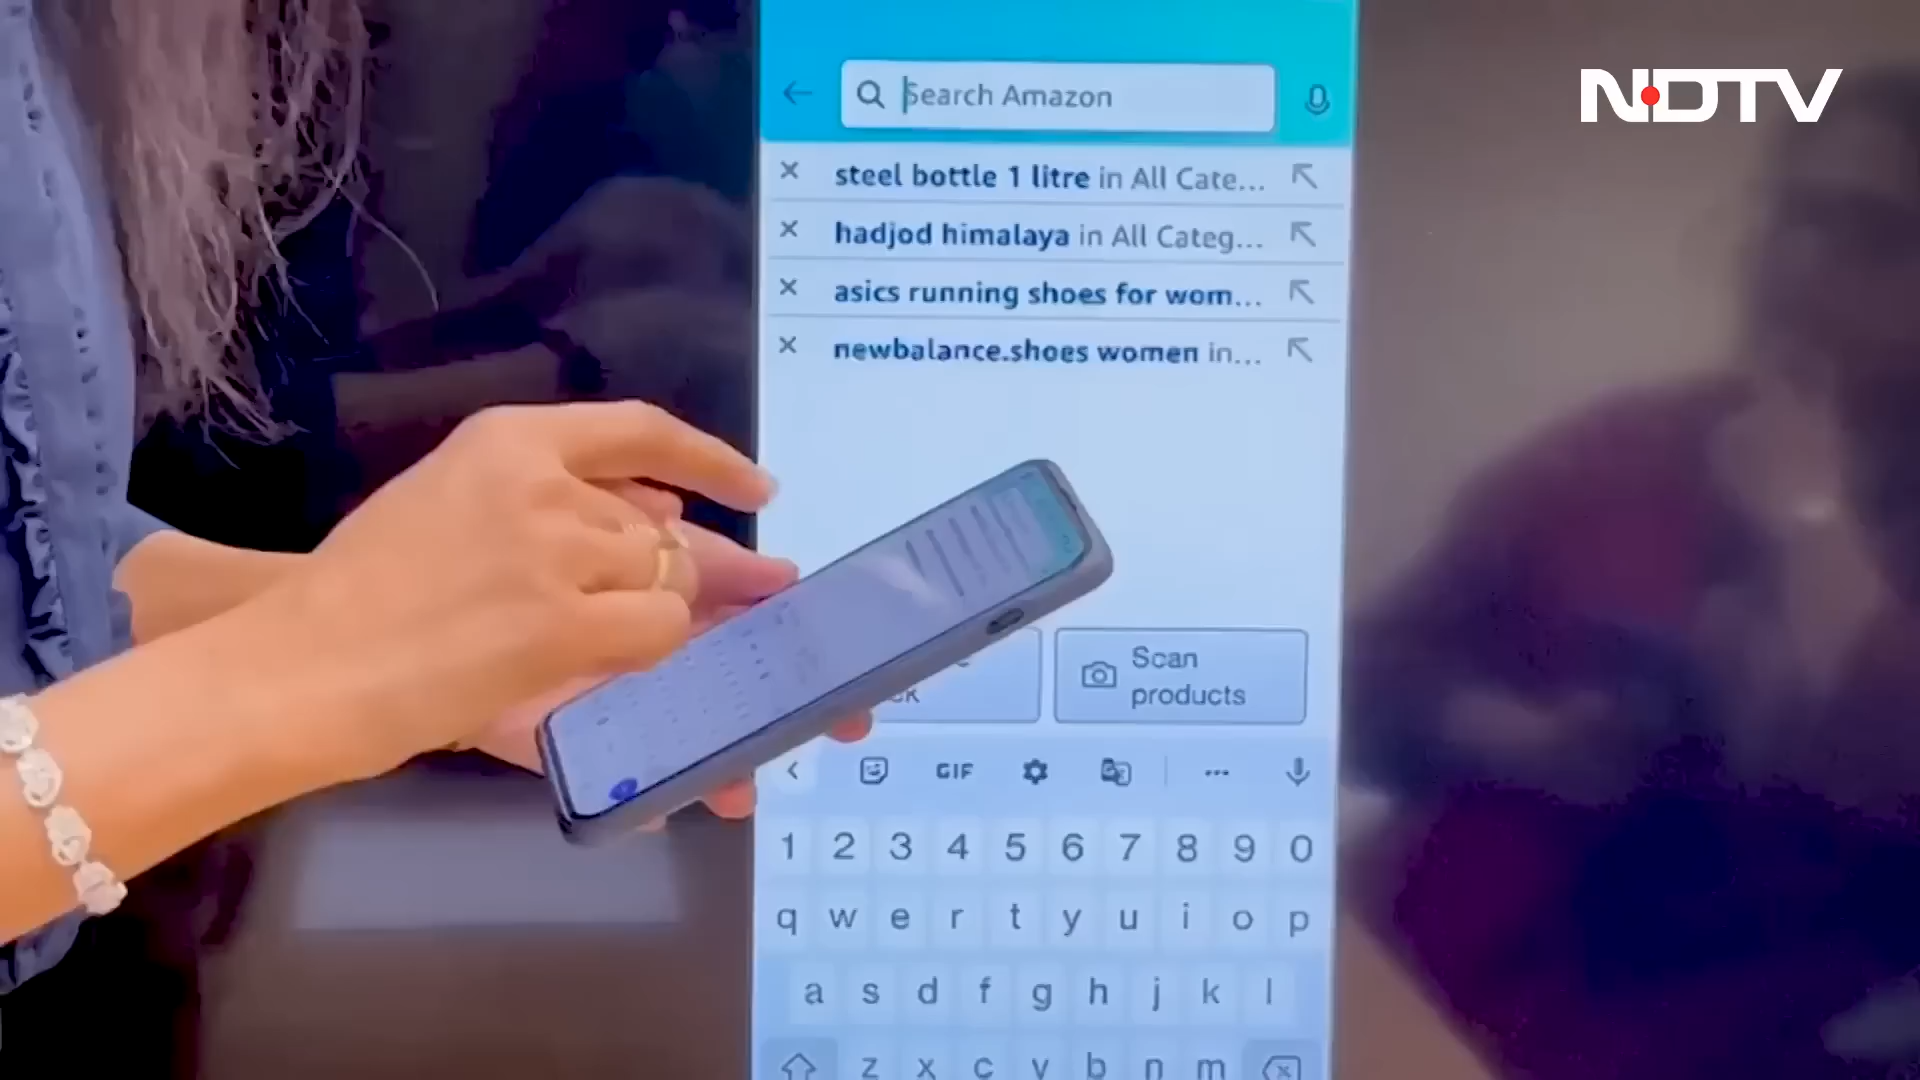 NDTV
Search Amazon
steel bottle 1 litre in All Cate...
hadjod himalaya in All Categ...
asics running shoes for wom...
newbalance.shoes women in...
Scan
products
GIF
1 2 3 4 5 6 7 8 9 0
q w e r t y u i o p
a s d f g h j k l
z x c v b n m